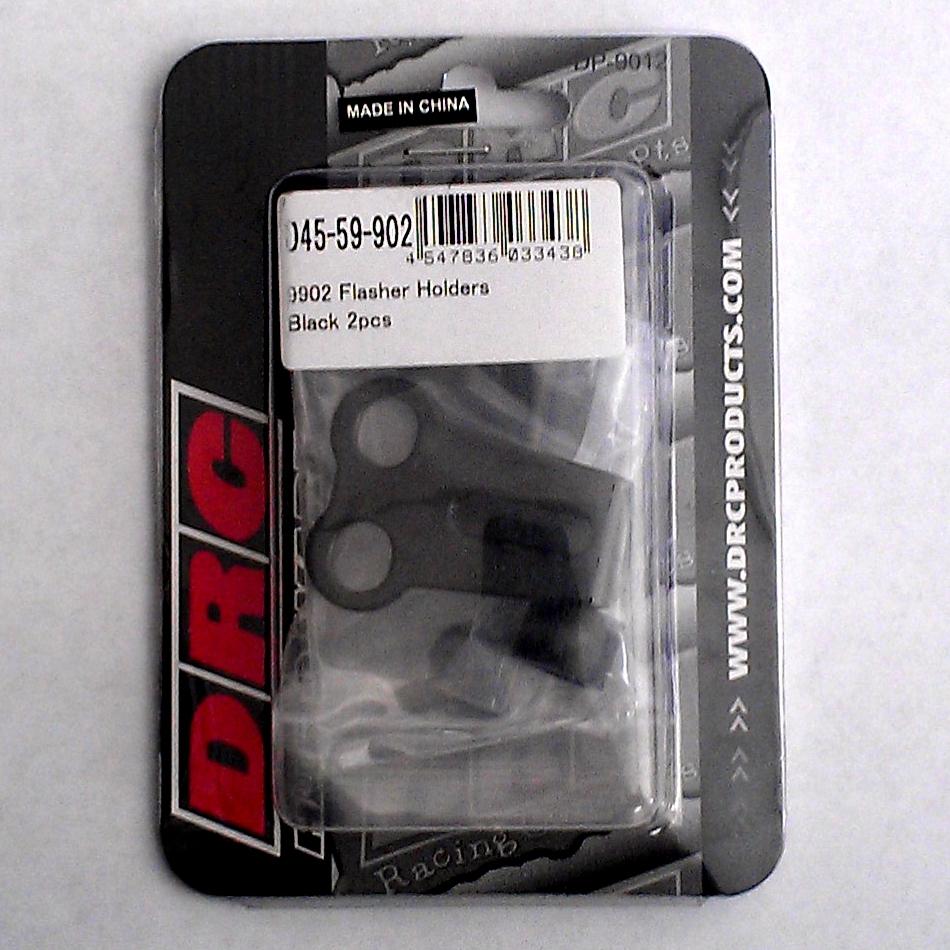 DP-9012
MADE IN CHINA
D45-59-902
4 547836 033438
9902 Flasher Holders
Black 2pcs
DRC
WWW.DRCPRODUCTS.COM
Racing